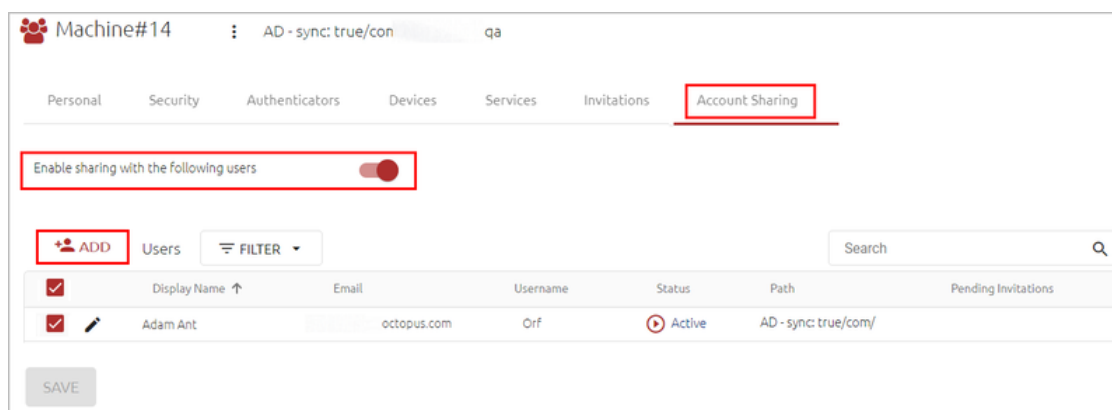 Machine#14 AD - sync: true/com qa
Personal Security Authenticators Devices Services Invitations Account Sharing
Enable sharing with the following users
ADD Users FILTER Search
Display Name Email Username Status Path Pending Invitations
Adam Ant octopus.com Orf Active AD - sync: true/com/
SAVE